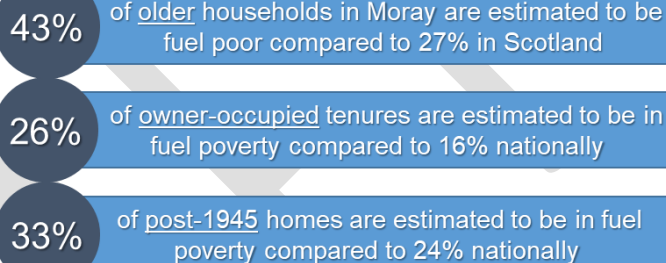 43%
of older households in Moray are estimated to be
fuel poor compared to 27% in Scotland
26%
of owner-occupied tenures are estimated to be in
fuel poverty compared to 16% nationally
33%
of post-1945 homes are estimated to be in fuel
poverty compared to 24% nationally